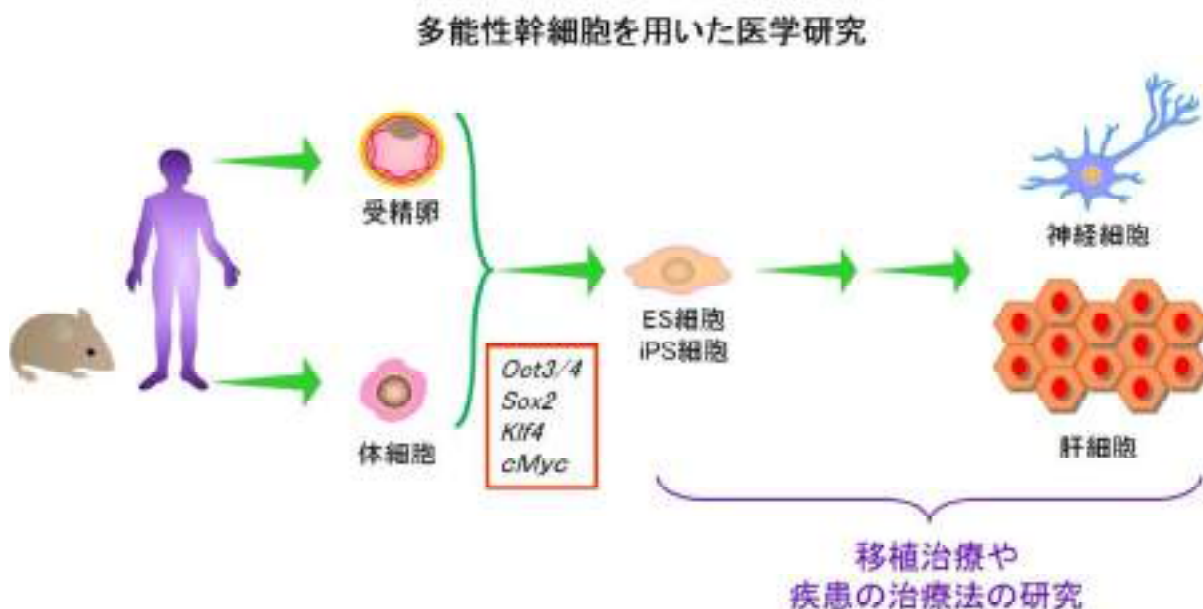 多能性幹細胞を用いた医学研究
受精卵
体細胞
Oct3/4
Sox2
Klf4
cMyc
ES細胞
iPS細胞
神経細胞
肝細胞
移植治療や
疾患の治療法の研究